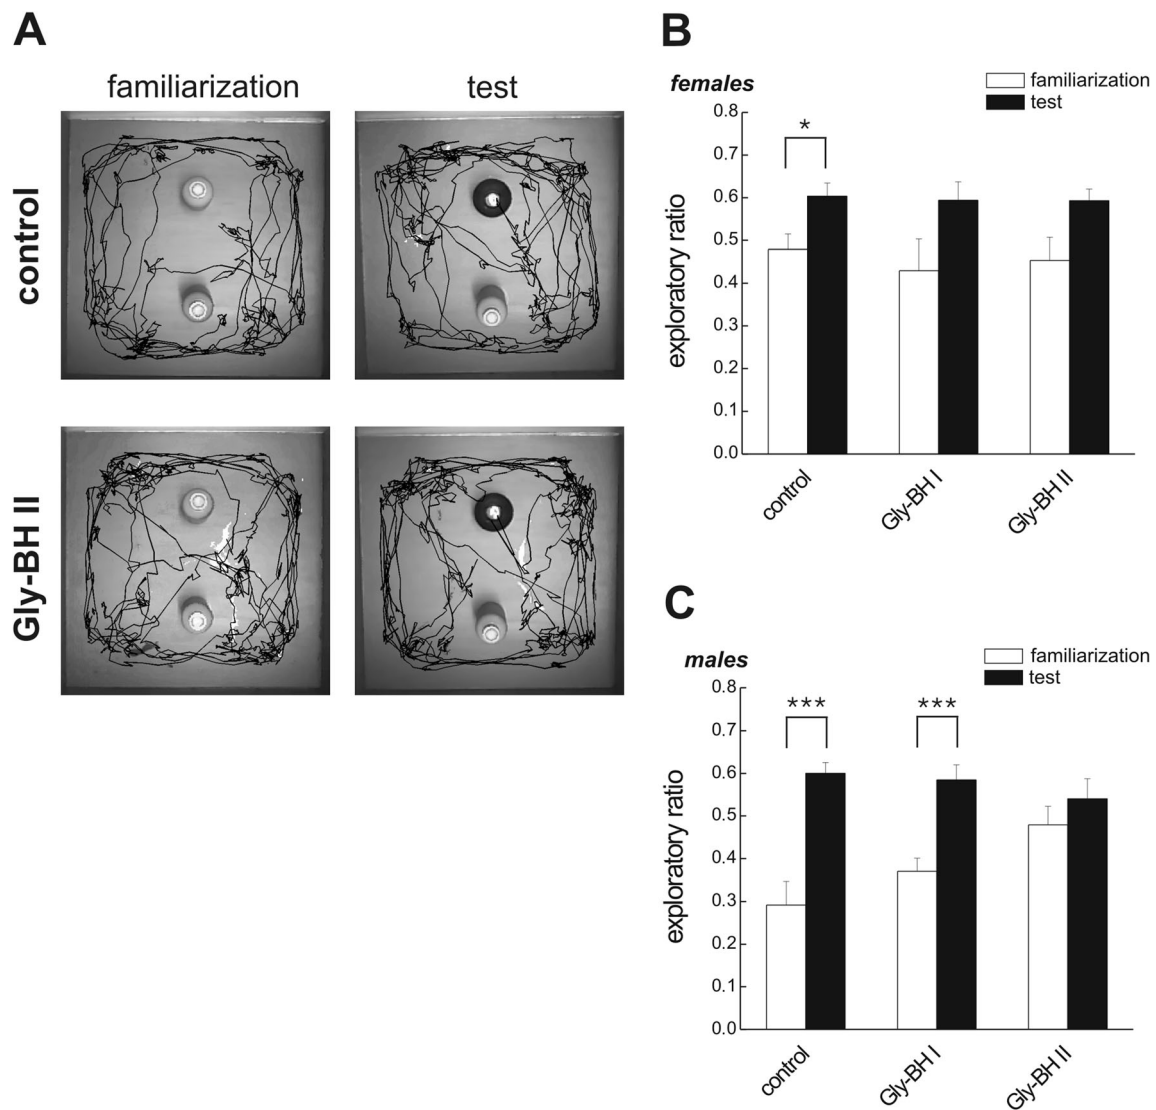 A
familiarization
test
control
Gly-BH II
B
females
familiarization
test
*
exploratory ratio
0.8
0.7
0.6
0.5
0.4
0.3
0.2
0.1
0.0
control
Gly-BH I
Gly-BH II
C
males
familiarization
test
***
***
exploratory ratio
0.8
0.7
0.6
0.5
0.4
0.3
0.2
0.1
0.0
control
Gly-BH I
Gly-BH II